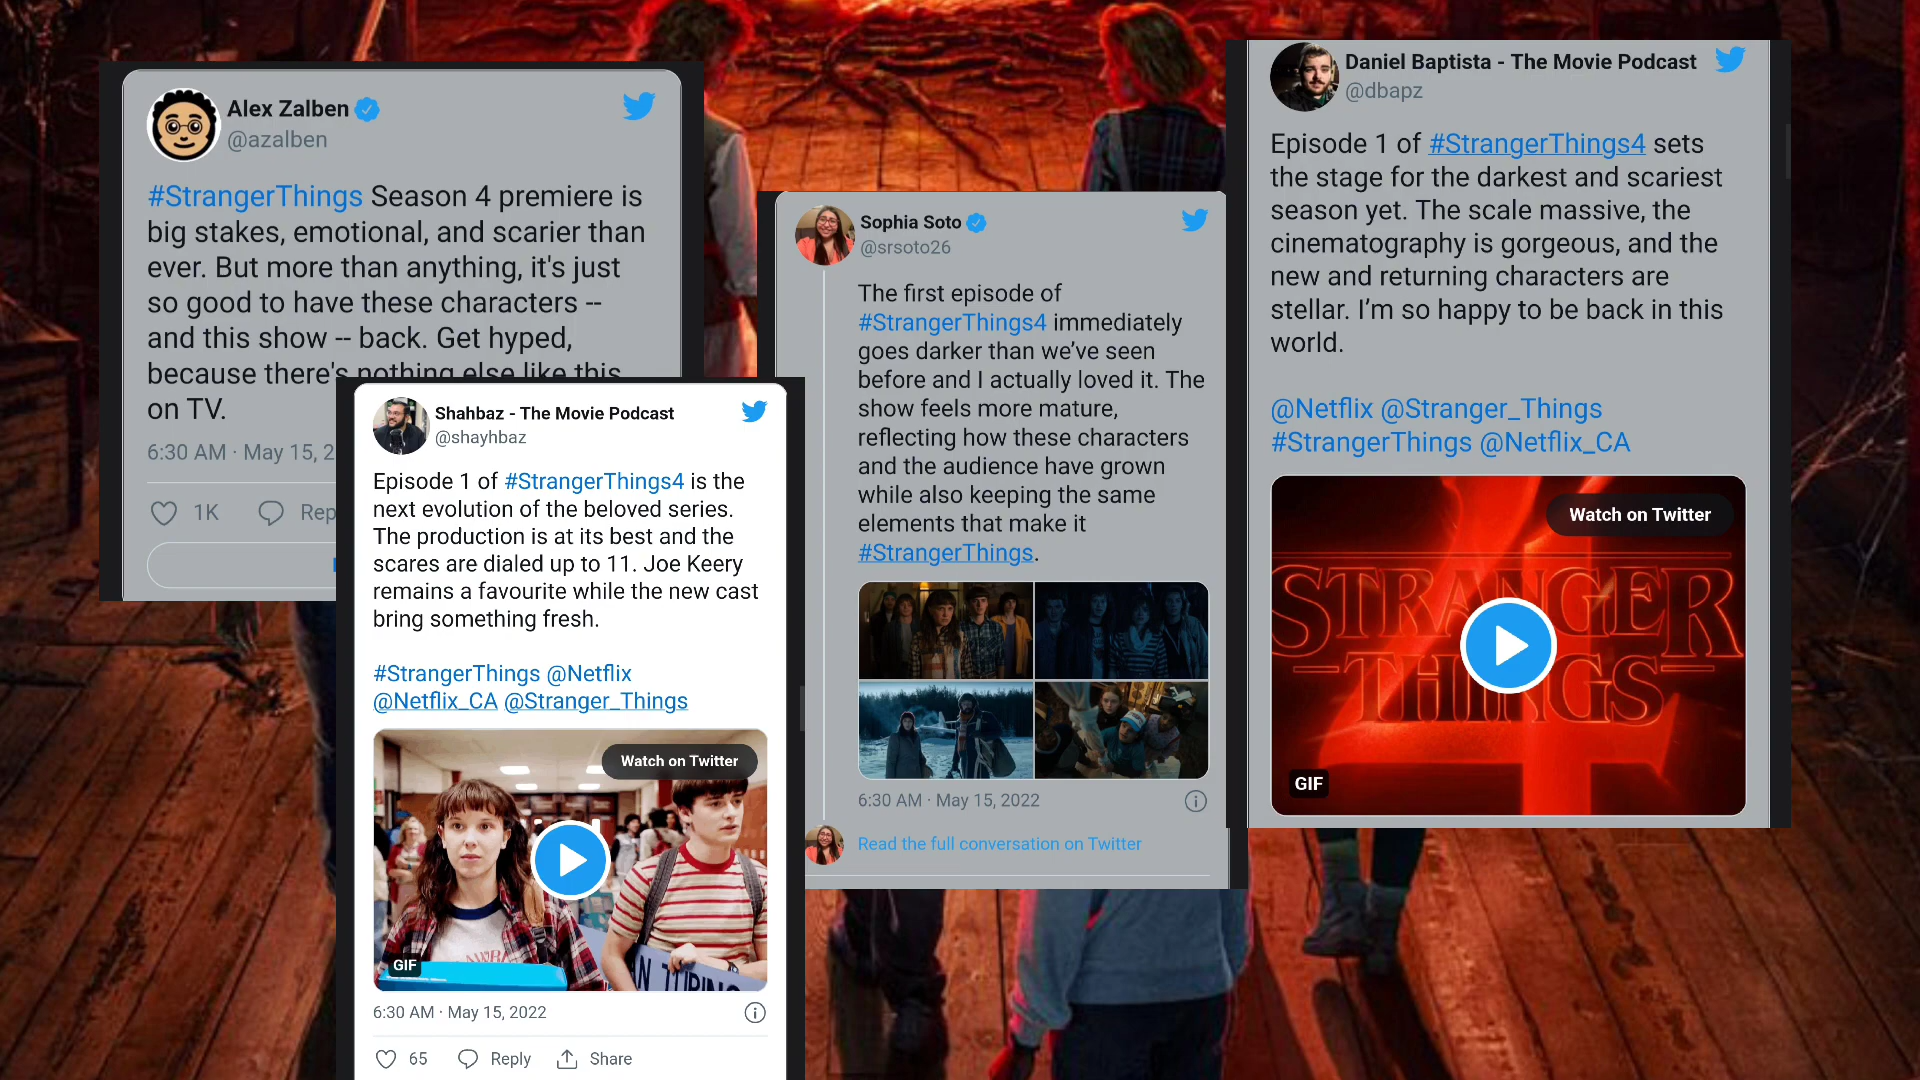 Alex Zalben
@azalben
#StrangerThings Season 4 premiere is
big stakes, emotional, and scarier than
ever. But more than anything, it's just
so good to have these characters --
and this show -- back. Get hyped,
because there's nothing else like this
on TV.
6:30 AM · May 15, 2
1K Rep
Shahbaz - The Movie Podcast
@shayhbaz
Episode 1 of #StrangerThings4 is the
next evolution of the beloved series.
The production is at its best and the
scares are dialed up to 11. Joe Keery
remains a favourite while the new cast
bring something fresh.
#StrangerThings @Netflix
@Netflix_CA @Stranger_Things
Watch on Twitter
GIF
6:30 AM · May 15, 2022
65 Reply Share
Sophia Soto
@srsoto26
The first episode of
#StrangerThings4 immediately
goes darker than we’ve seen
before and I actually loved it. The
show feels more mature,
reflecting how these characters
and the audience have grown
while also keeping the same
elements that make it
#StrangerThings.
6:30 AM · May 15, 2022
Read the full conversation on Twitter
Daniel Baptista - The Movie Podcast
@dbapz
Episode 1 of #StrangerThings4 sets
the stage for the darkest and scariest
season yet. The scale massive, the
cinematography is gorgeous, and the
new and returning characters are
stellar. I’m so happy to be back in this
world.
@Netflix @Stranger_Things
#StrangerThings @Netflix_CA
Watch on Twitter
STRANGER
THINGS
4
GIF